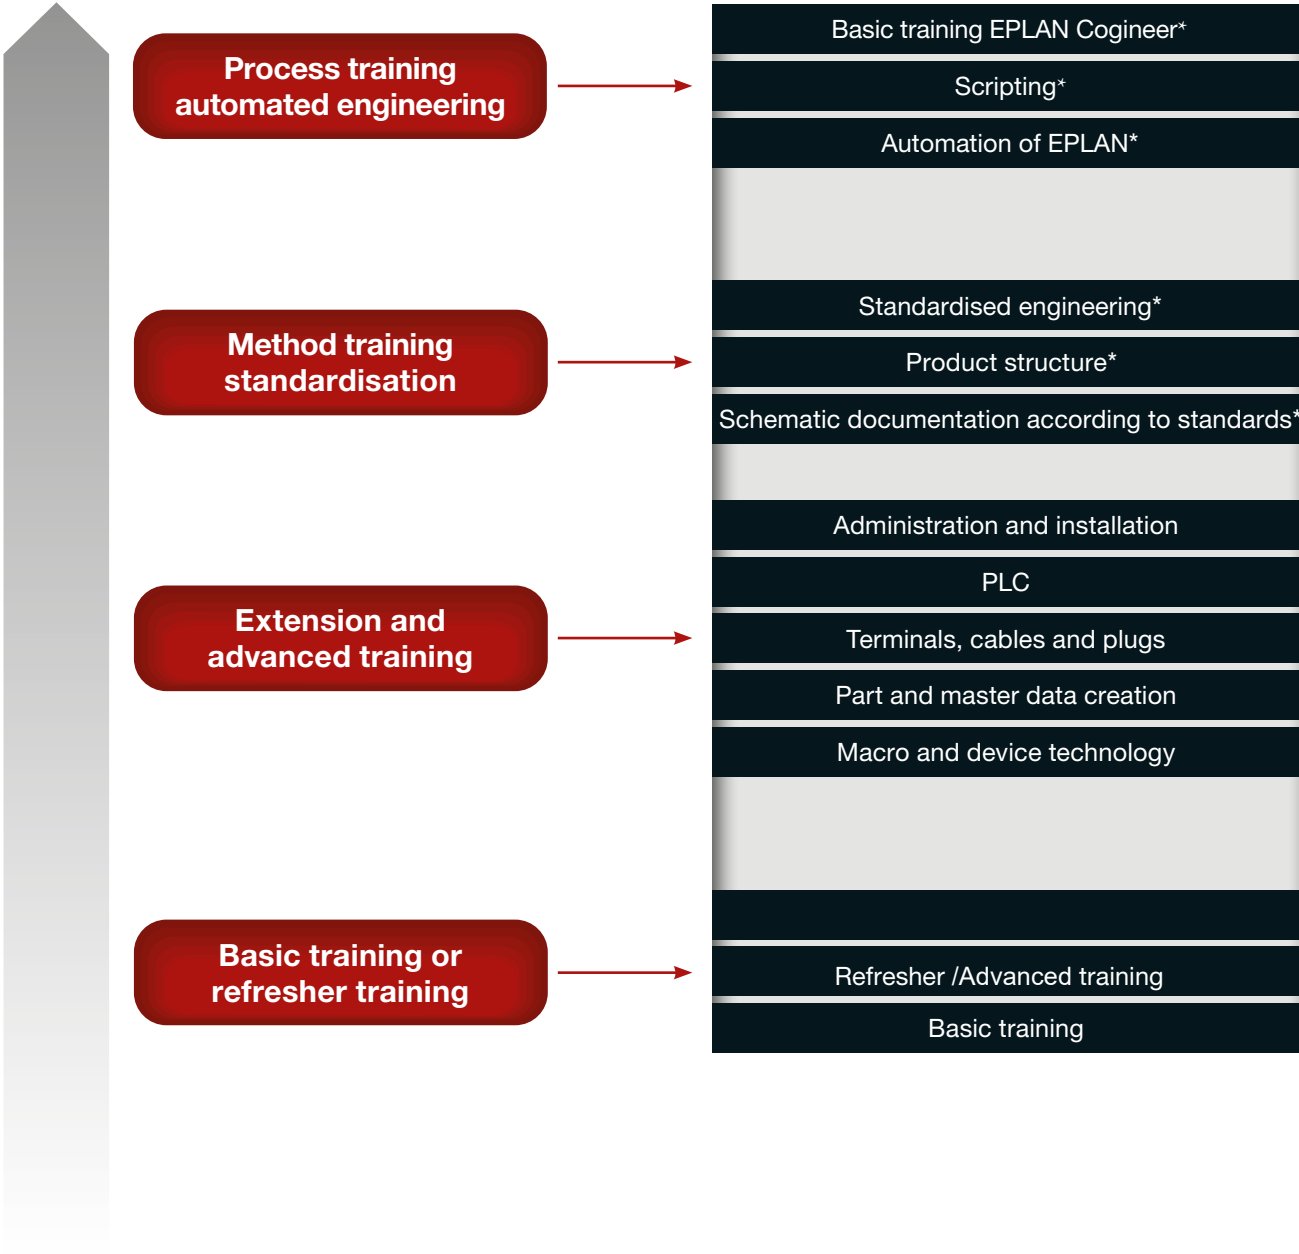 Process training
automated engineering
Basic training EPLAN Cogineer*
Scripting*
Automation of EPLAN*
Method training
standardisation
Standardised engineering*
Product structure*
Schematic documentation according to standards*
Extension and
advanced training
Administration and installation
PLC
Terminals, cables and plugs
Part and master data creation
Macro and device technology
Basic training or
refresher training
Refresher /Advanced training
Basic training